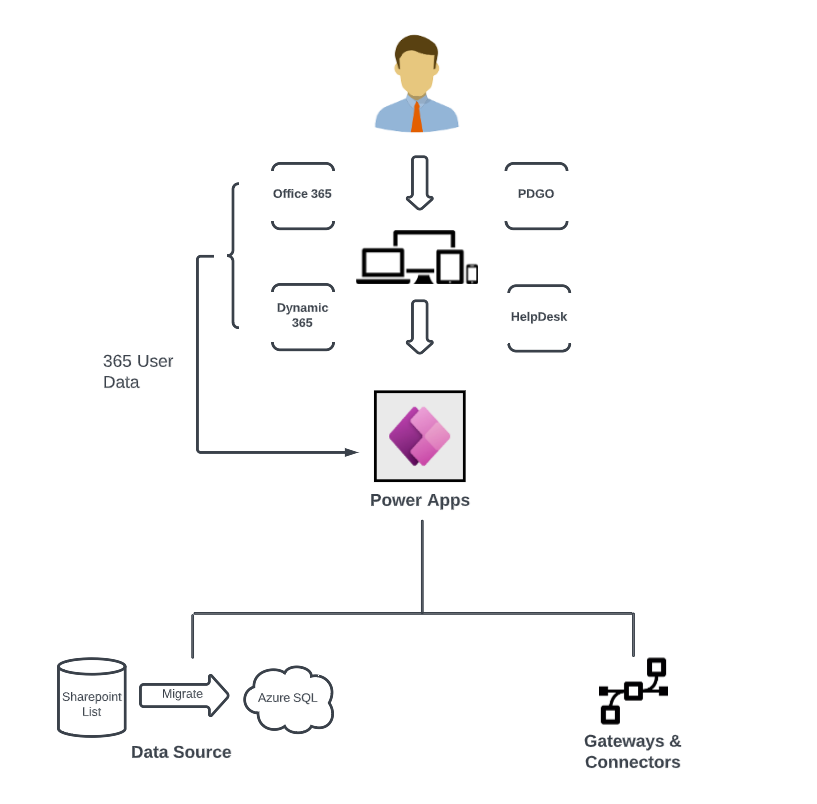 Office 365
PDGO
Dynamic
365
HelpDesk
365 User
Data
Power Apps
Sharepoint
List
Migrate
Azure SQL
Data Source
Gateways &
Connectors